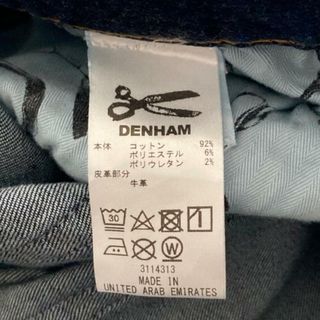 DENHAM
本体 コットン 92%
ポリエステル 6%
ポリウレタン 2%
皮革部分
牛革
30
W
3114313
MADE IN
UNITED ARAB EMIRATES